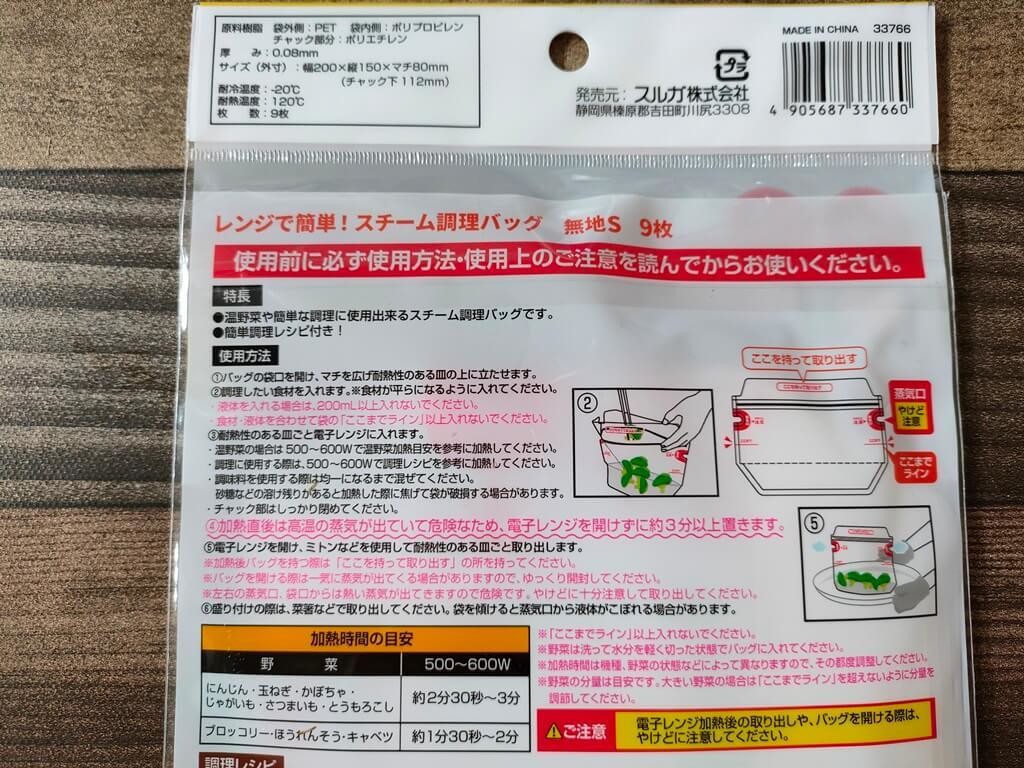 原料樹脂 袋外側：PET 袋内側：ポリプロピレン
チャック部分：ポリエチレン
厚 み：0.08mm
サイズ（外寸）：幅200×縦150×マチ80mm
（チャック下112mm）
耐冷温度：-20℃
耐熱温度：120℃
枚 数：9枚
プラ
発売元：スルガ株式会社
静岡県榛原郡吉田町川尻3308
MADE IN CHINA 33766
4 905687 337660
レンジで簡単！スチーム調理バッグ 無地S 9枚
使用前に必ず使用方法・使用上のご注意を読んでからお使いください。
特長
●温野菜や簡単な調理に使用出来るスチーム調理バッグです。
●簡単調理レシピ付き！
使用方法
①バッグの袋口を開け、マチを広げ耐熱性のある皿の上に立たせます。
②調理したい食材を入れます。※食材が平らになるように入れてください。
・液体を入れる場合は、200mL以上入れないでください。
・食材・液体を合わせて袋の「ここまでライン」以上入れないでください。
③耐熱性のある皿ごと電子レンジに入れます。
・温野菜の場合は500～600Wで温野菜加熱目安を参考に加熱してください。
・調理に使用する際は、500～600Wで調理レシピを参考に加熱してください。
・調味料を使用する際は均一になるまで混ぜてください。
砂糖などの溶け残りがあると加熱した際に焦げて袋が破損する場合があります。
・チャック部はしっかり閉めてください。
④加熱直後は高温の蒸気が出ていて危険なため、電子レンジを開けずに約3分以上置きます。
⑤電子レンジを開け、ミトンなどを使用して耐熱性のある皿ごと取り出します。
※加熱後バッグを持つ際は「ここを持って取り出す」の所を持ってください。
※バッグを開ける際は一気に蒸気が出てくる場合がありますので、ゆっくり開封してください。
※左右の蒸気口、袋口からは熱い蒸気が出てきますので危険です。やけどに十分注意して取り出してください。
⑥盛り付けの際は、菜箸などで取り出してください。袋を傾けると蒸気口から液体がこぼれる場合があります。
②
ここを持って取り出す
ここを持って取り出す
蒸気口
やけど
注意
ここまで
ライン
⑤
加熱時間の目安
野 菜 500～600W
にんじん・玉ねぎ・かぼちゃ・
じゃがいも・さつまいも・とうもろこし
約2分30秒～3分
ブロッコリー・ほうれんそう・キャベツ 約1分30秒～2分
※「ここまでライン」以上入れないでください。
※野菜は洗って水分を軽く切った状態でバッグに入れてください。
※加熱時間は機種、野菜の状態などによって異なりますので、その都度調整してください。
※野菜の分量は目安です。大きい野菜の場合は「ここまでライン」を超えないように分量を
調節してください。
ご注意
電子レンジ加熱後の取り出しや、バッグを開ける際は、
やけどに注意してください。
調理レシピ